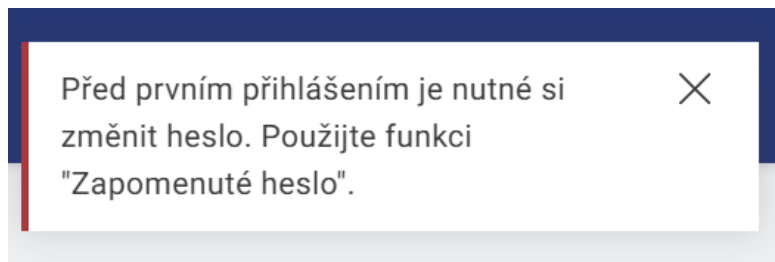 Před prvním přihlášením je nutné si
změnit heslo. Použijte funkci
"Zapomenuté heslo".